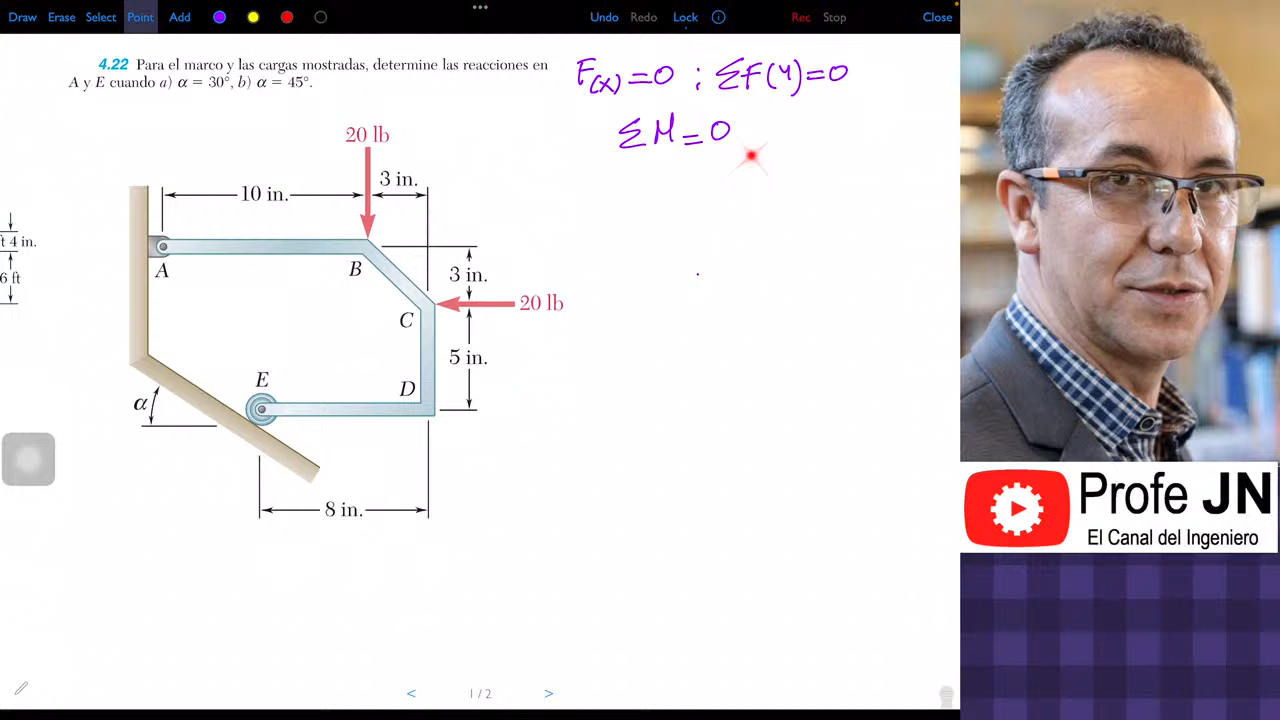 Draw Erase Select Point Add Undo Redo Lock Rec Stop Close
4.22 Para el marco y las cargas mostradas, determine las reacciones en
A y E cuando a) α = 30°, b) α = 45°.
F(x) = 0 ; ΣF(Y) = 0
ΣM = 0
20 lb
3 in.
10 in.
ft 4 in.
6 ft
A
B
3 in.
20 lb
C
5 in.
E
D
α
8 in.
< 1 / 2 >
Profe JN
El Canal del Ingeniero